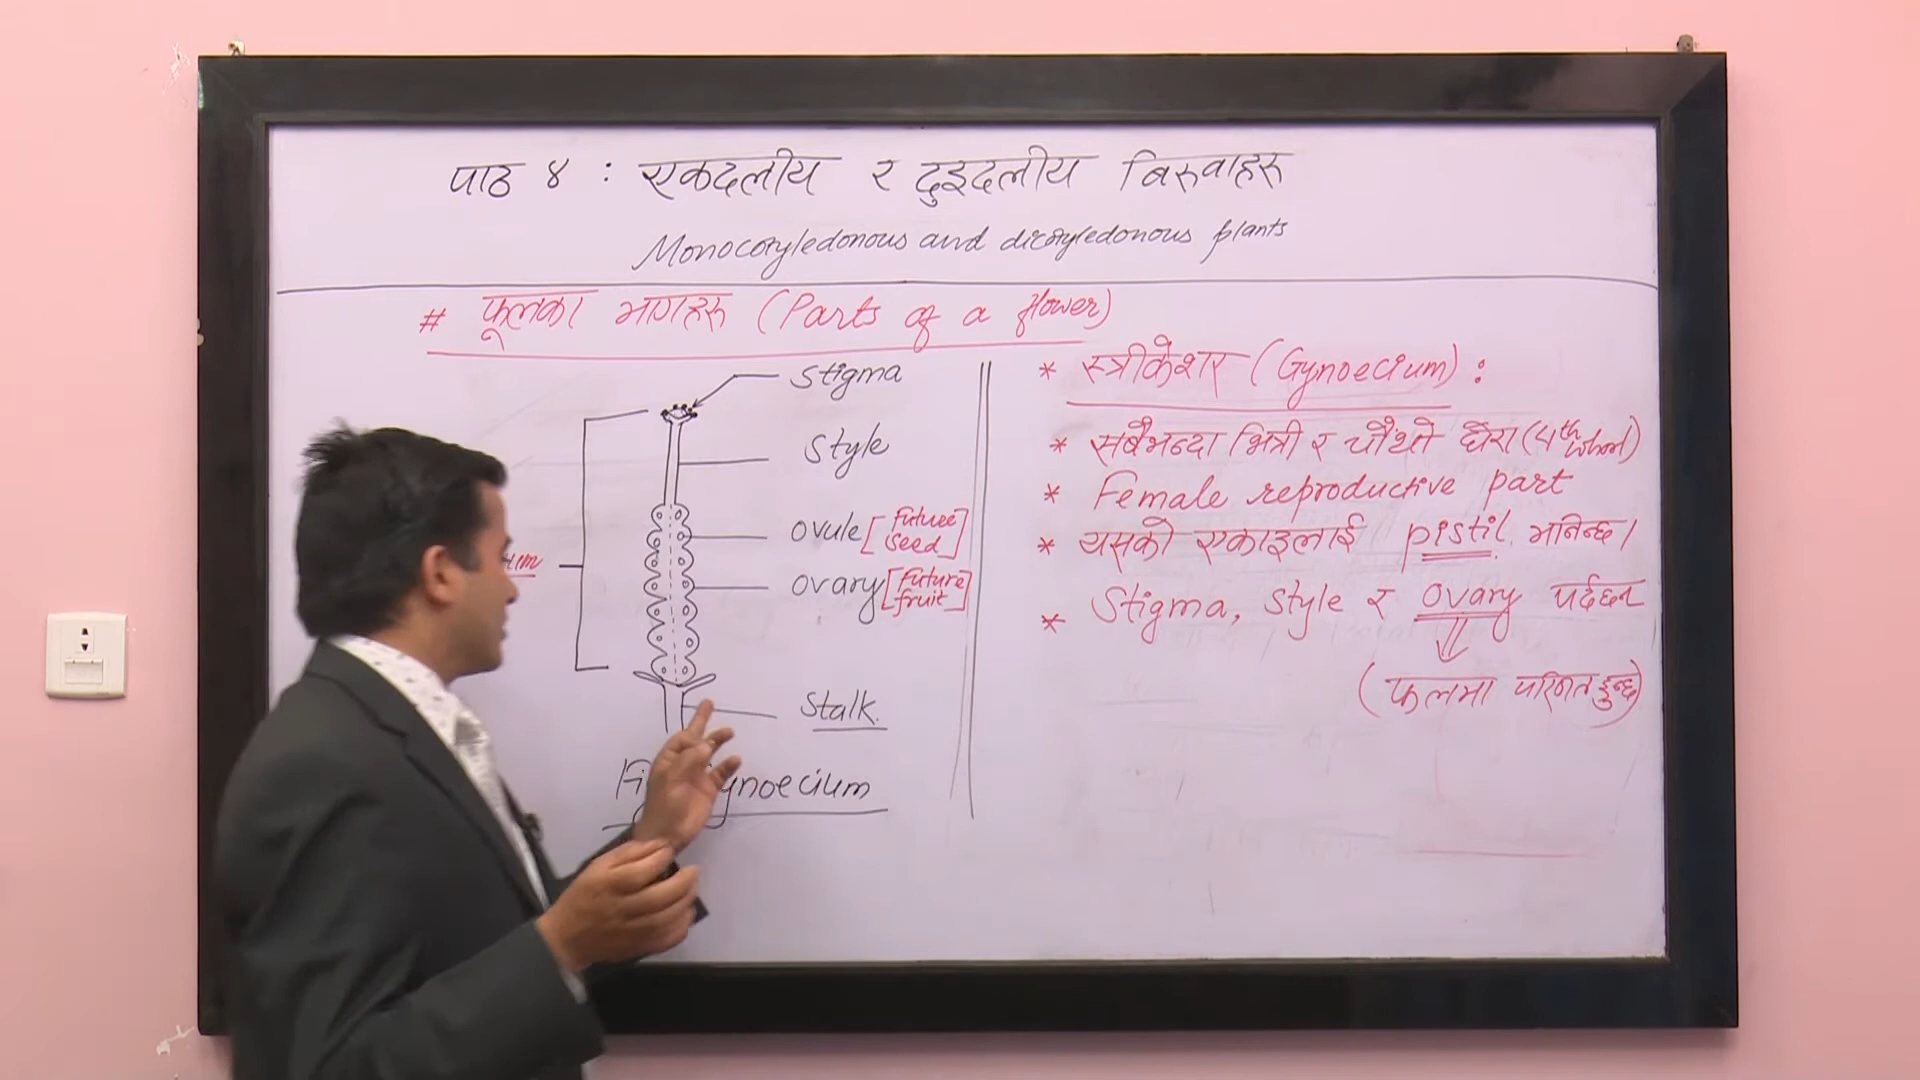 पाठ ४ : एकदलीय र दुइदलीय बिरुवाहरु
Monocotyledonous and dicotyledonous plants
# फूलका भागहरु (Parts of a flower)
Stigma
Style
ovule [Future seed]
ovary [Future fruit]
Stalk.
Gynoecium
* स्त्रीकेशर (Gynoecium) :
* सबैभन्दा भित्री र चौथो घेरा (4th whorl)
* Female reproductive part
* यसको एकाइलाई pistil भनिन्छ।
* Stigma, Style र ovary पर्दछन्
(फलमा परिणत हुन्छ)